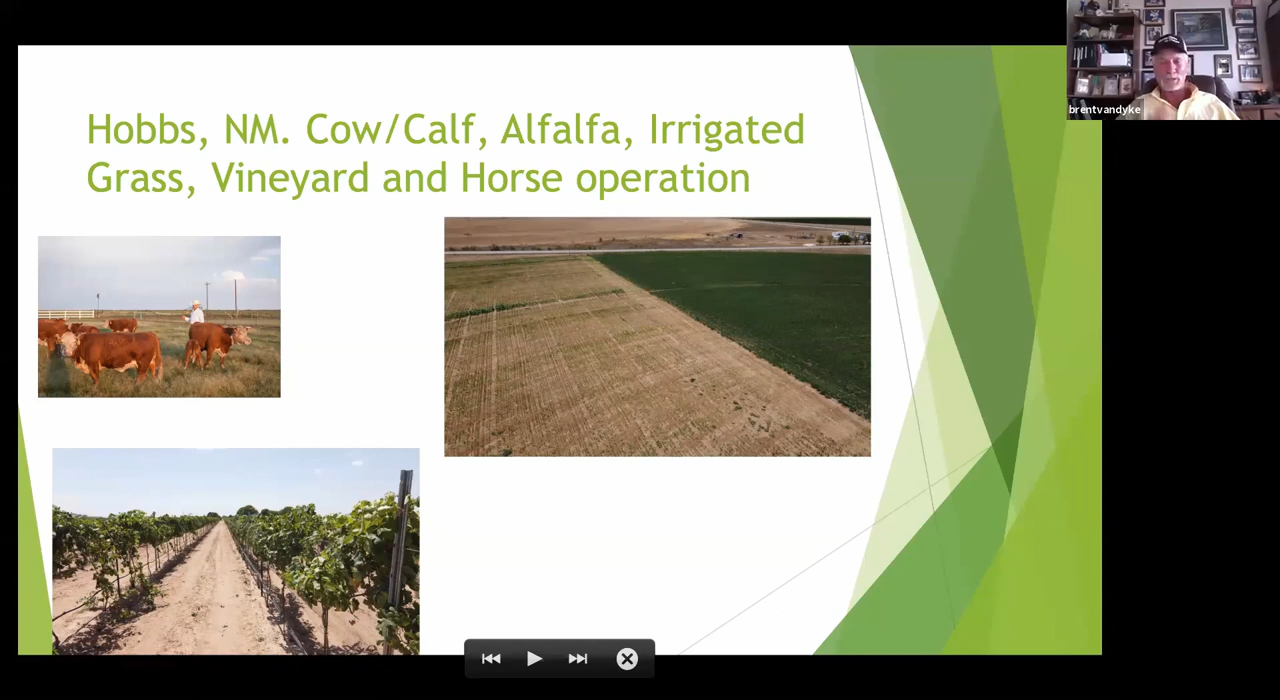 Hobbs, NM. Cow/Calf, Alfalfa, Irrigated
Grass, Vineyard and Horse operation
brentvandyke